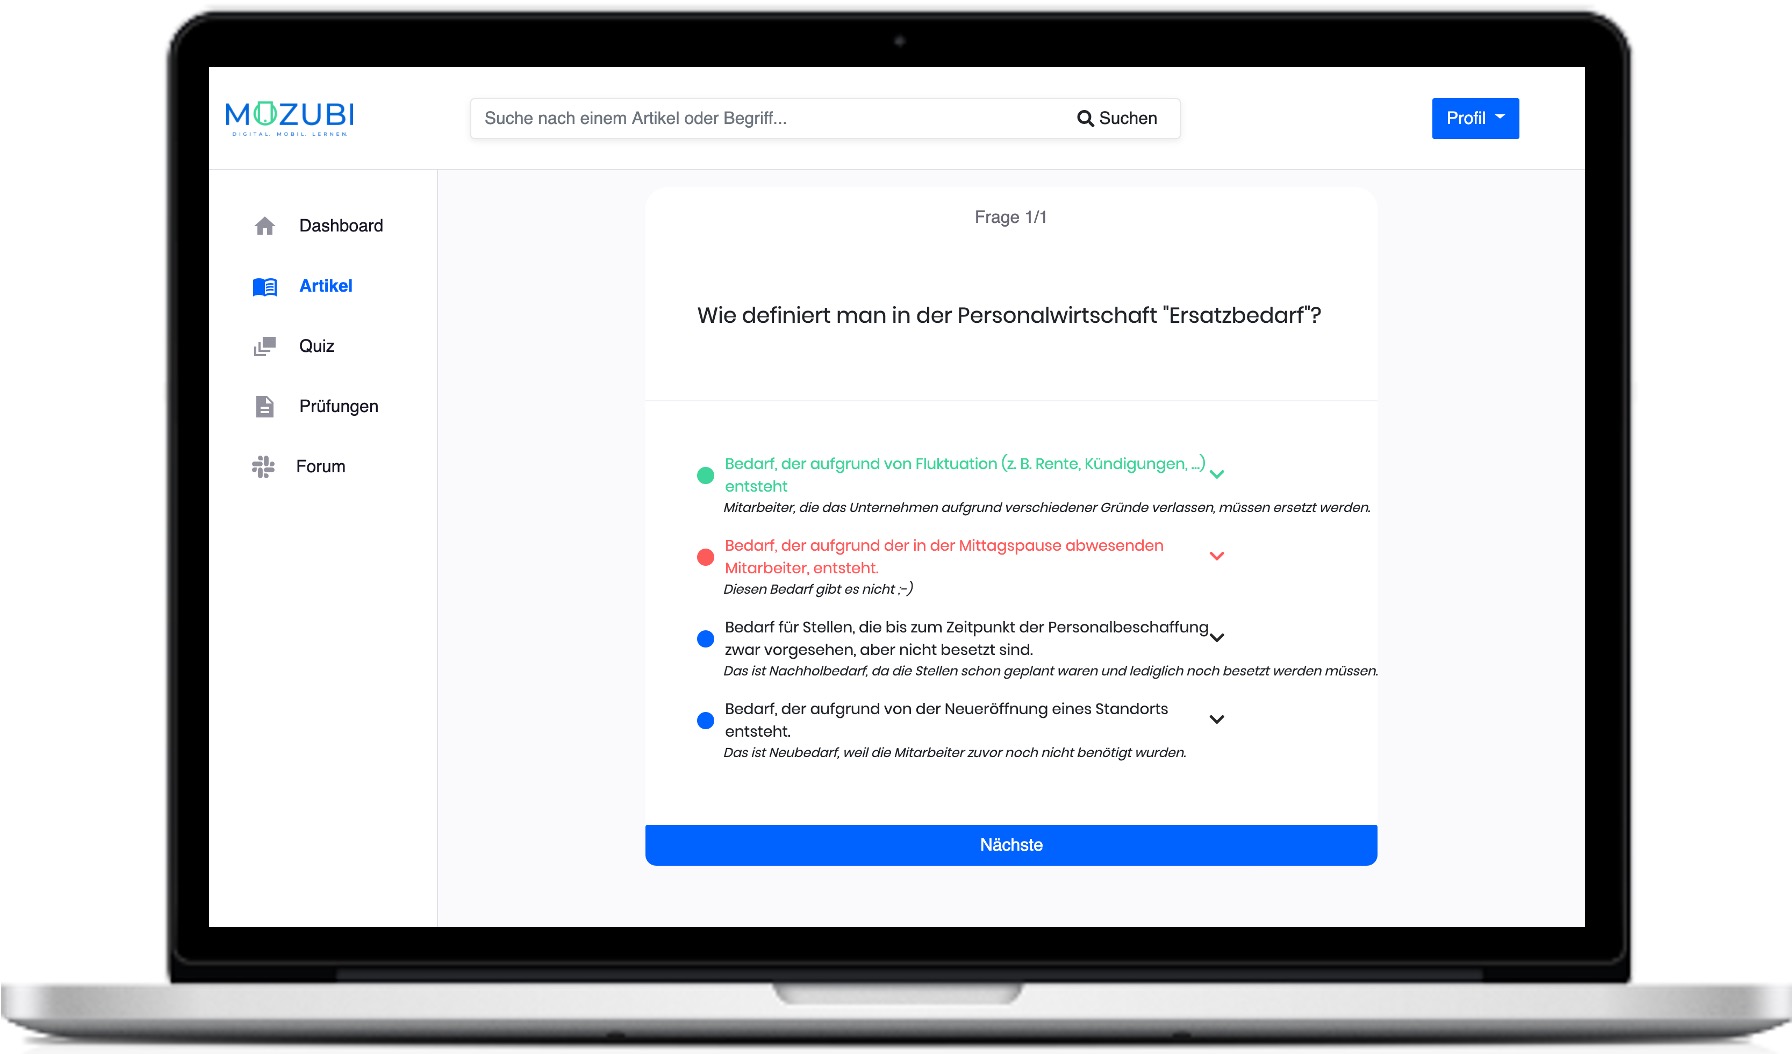 MOZUBI
DIGITAL. MOBIL. LERNEN.
Suche nach einem Artikel oder Begriff...
Suchen
Profil
Dashboard
Artikel
Quiz
Prüfungen
Forum
Frage 1/1
Wie definiert man in der Personalwirtschaft "Ersatzbedarf"?
Bedarf, der aufgrund von Fluktuation (z. B. Rente, Kündigungen, ...)
entsteht
Mitarbeiter, die das Unternehmen aufgrund verschiedener Gründe verlassen, müssen ersetzt werden.
Bedarf, der aufgrund der in der Mittagspause abwesenden
Mitarbeiter, entsteht.
Diesen Bedarf gibt es nicht ;-)
Bedarf für Stellen, die bis zum Zeitpunkt der Personalbeschaffung
zwar vorgesehen, aber nicht besetzt sind.
Das ist Nachholbedarf, da die Stellen schon geplant waren und lediglich noch besetzt werden müssen.
Bedarf, der aufgrund von der Neueröffnung eines Standorts
entsteht.
Das ist Neubedarf, weil die Mitarbeiter zuvor noch nicht benötigt wurden.
Nächste